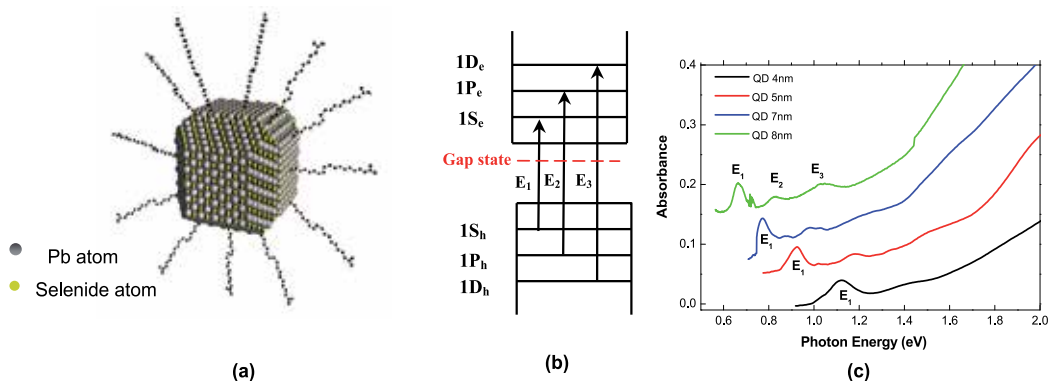 Pb atom
Selenide atom
(a)
1Dₑ
1Pₑ
1Sₑ
Gap state
E₁ E₂ E₃
1Sₕ
1Pₕ
1Dₕ
(b)
QD 4nm
QD 5nm
QD 7nm
QD 8nm
E₁ E₂ E₃
E₁
E₁
E₁
Absorbance
0.4
0.3
0.2
0.1
0.0
0.6 0.8 1.0 1.2 1.4 1.6 1.8 2.0
Photon Energy (eV)
(c)